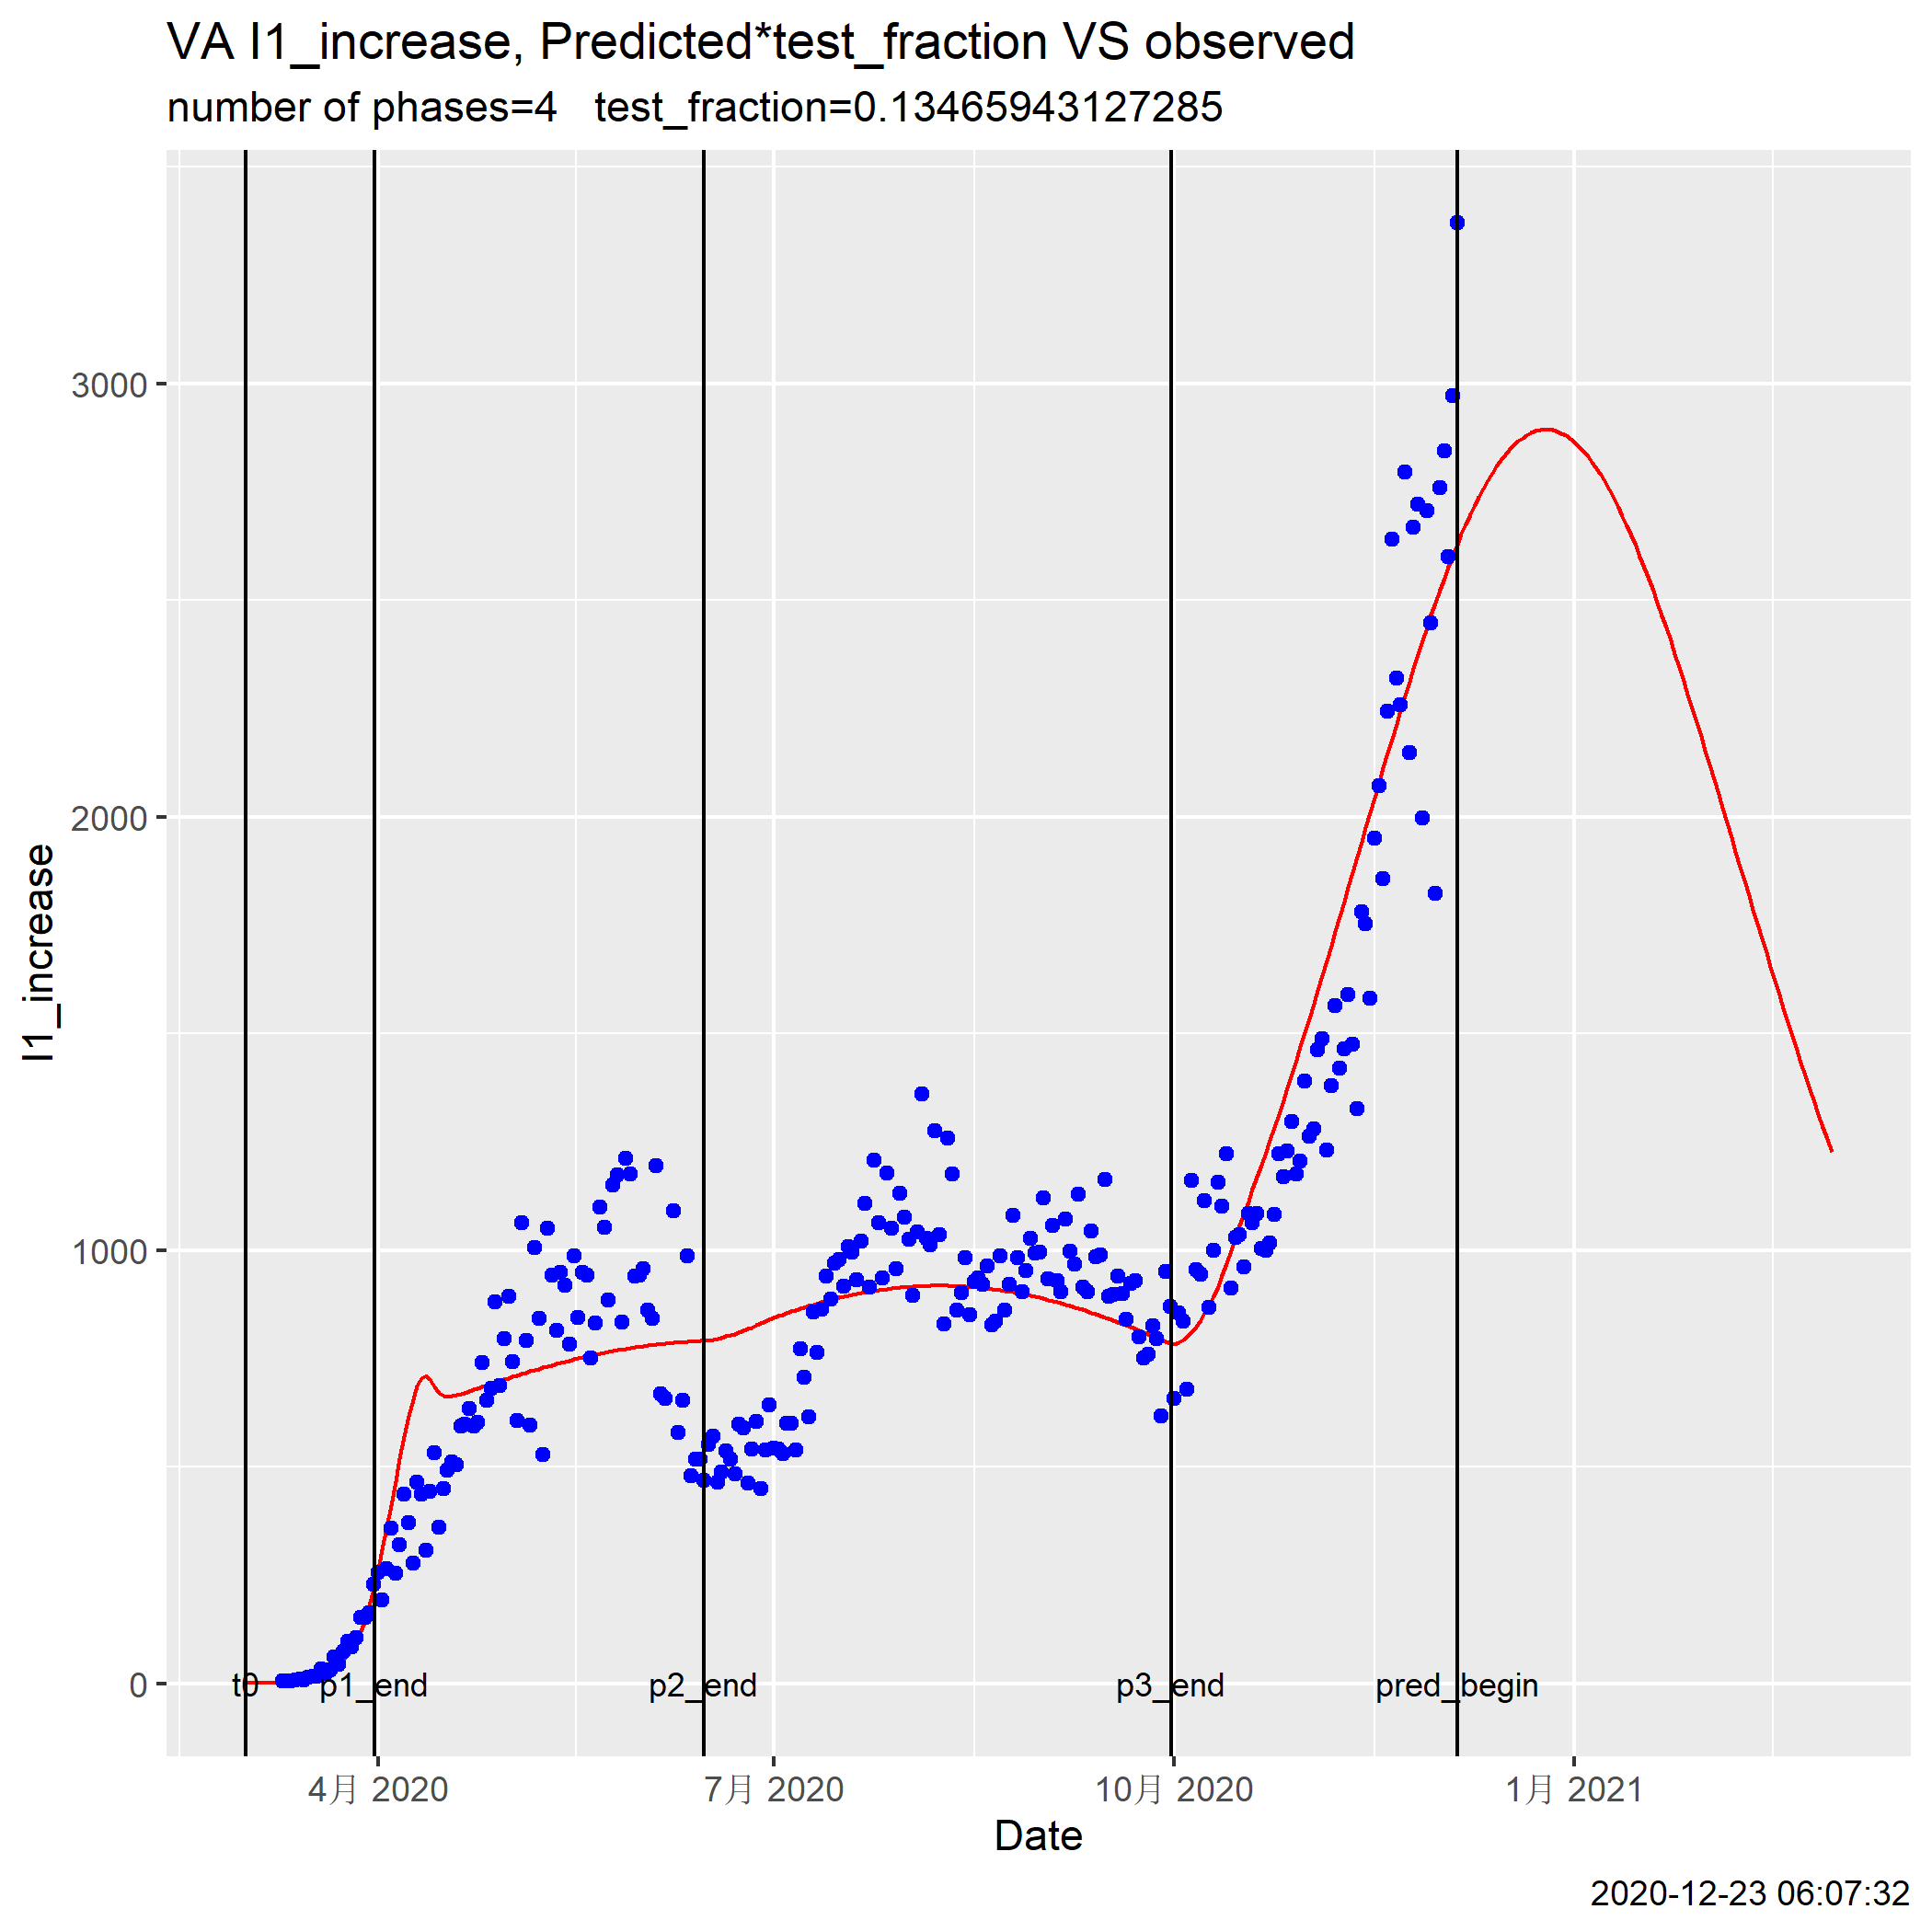 VA I1_increase, Predicted*test_fraction VS observed
number of phases=4 test_fraction=0.13465943127285
3000
2000
1000
0
I1_increase
t0 p1_end p2_end p3_end pred_begin
4月 2020 7月 2020 10月 2020 1月 2021
Date
2020-12-23 06:07:32